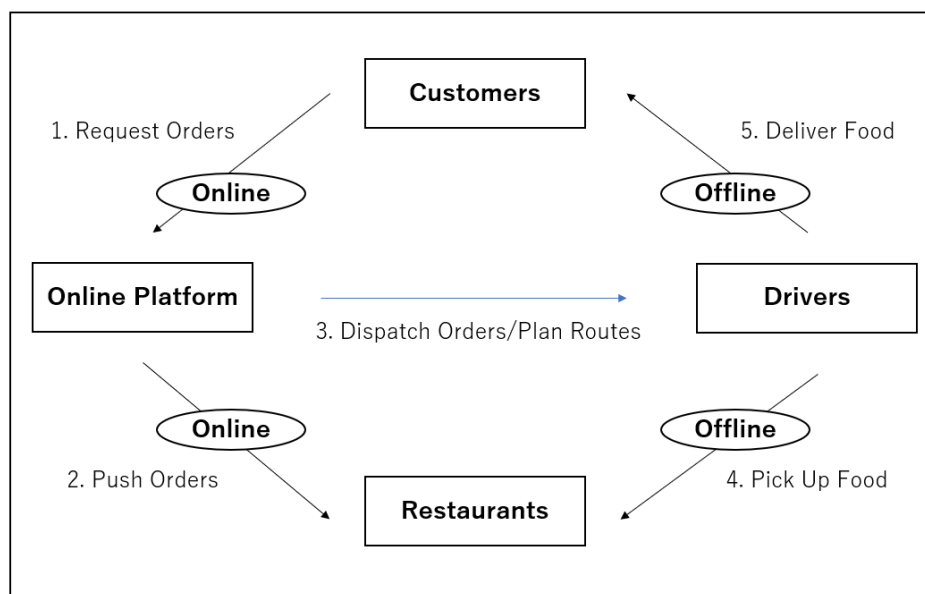 Customers
1. Request Orders
5. Deliver Food
Online
Offline
Online Platform
Drivers
3. Dispatch Orders/Plan Routes
Online
Offline
2. Push Orders
4. Pick Up Food
Restaurants